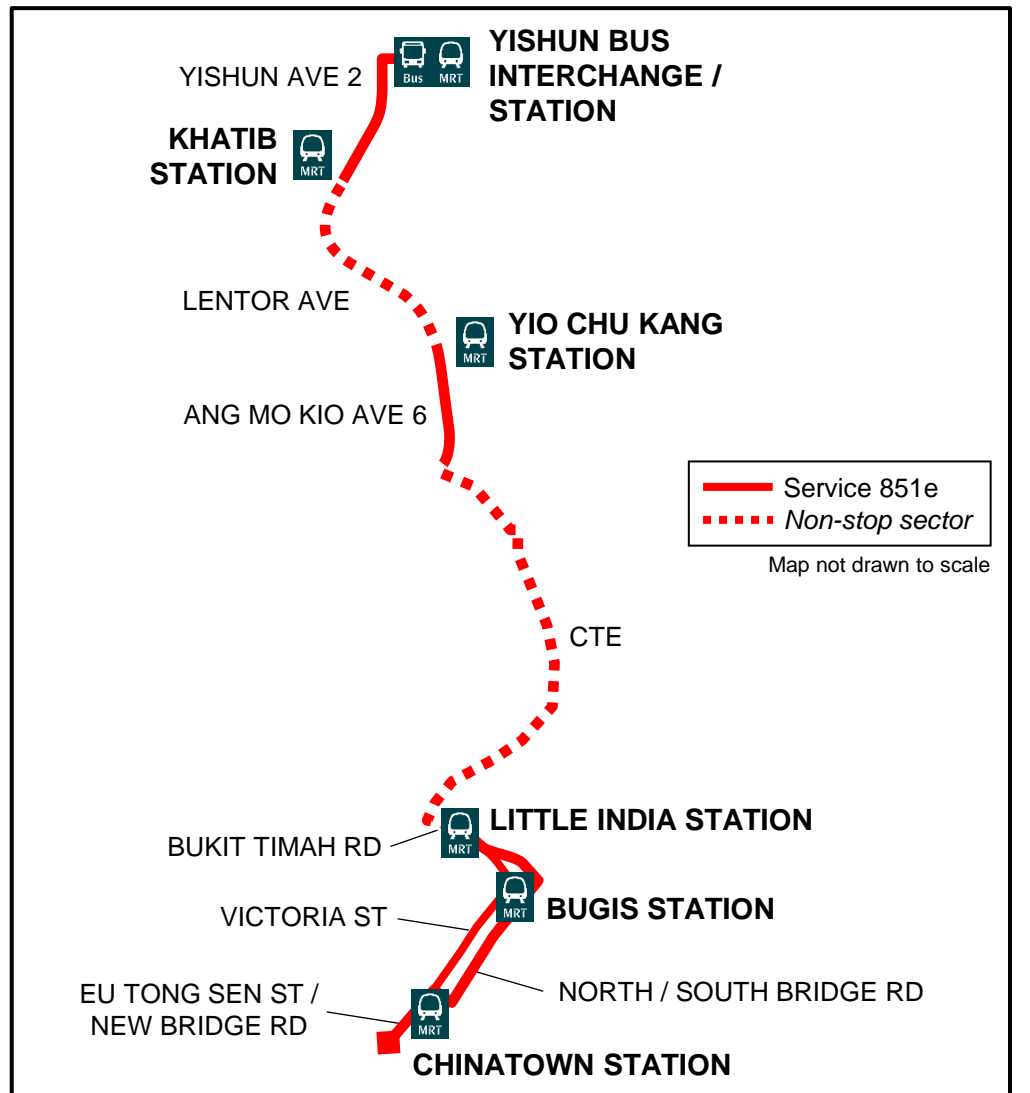 YISHUN AVE 2
Bus
MRT
YISHUN BUS
INTERCHANGE /
STATION
KHATIB
STATION
MRT
LENTOR AVE
MRT
YIO CHU KANG
STATION
ANG MO KIO AVE 6
Service 851e
Non-stop sector
Map not drawn to scale
CTE
BUKIT TIMAH RD
MRT
LITTLE INDIA STATION
VICTORIA ST
MRT
BUGIS STATION
EU TONG SEN ST /
NEW BRIDGE RD
MRT
NORTH / SOUTH BRIDGE RD
CHINATOWN STATION